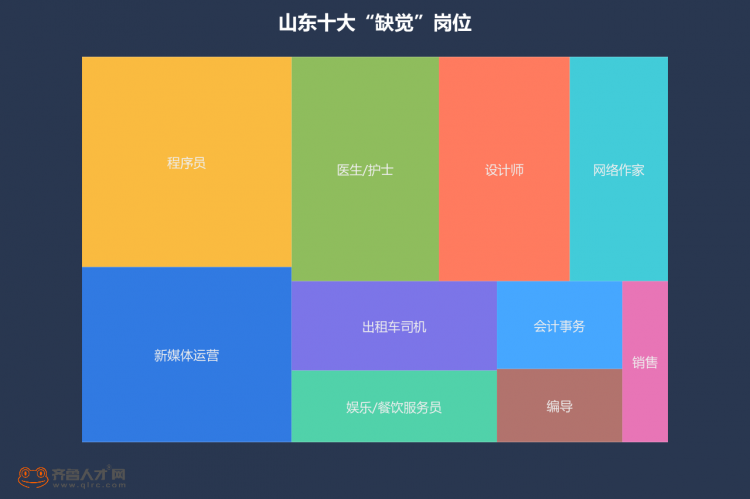 山东十大“缺觉”岗位
程序员
医生/护士
设计师
网络作家
新媒体运营
出租车司机
会计事务
销售
娱乐/餐饮服务员
编导
齐鲁人才网
www.qlrc.com